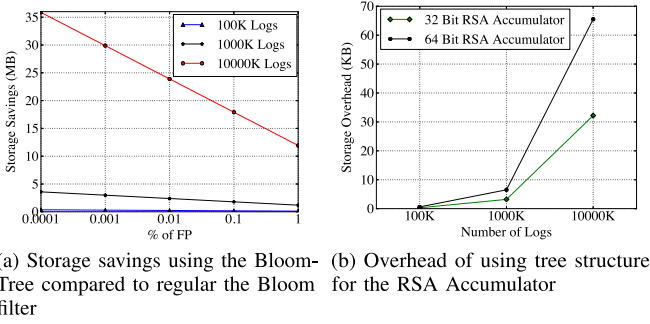 100K Logs
1000K Logs
10000K Logs
Storage Savings (MB)
35
30
25
20
15
10
5
0
0.0001
0.001
0.01
0.1
1
% of FP
32 Bit RSA Accumulator
64 Bit RSA Accumulator
Storage Overhead (KB)
70
60
50
40
30
20
10
0
100K
1000K
10000K
Number of Logs
(a) Storage savings using the Bloom-
Tree compared to regular the Bloom
filter
(b) Overhead of using tree structure
for the RSA Accumulator